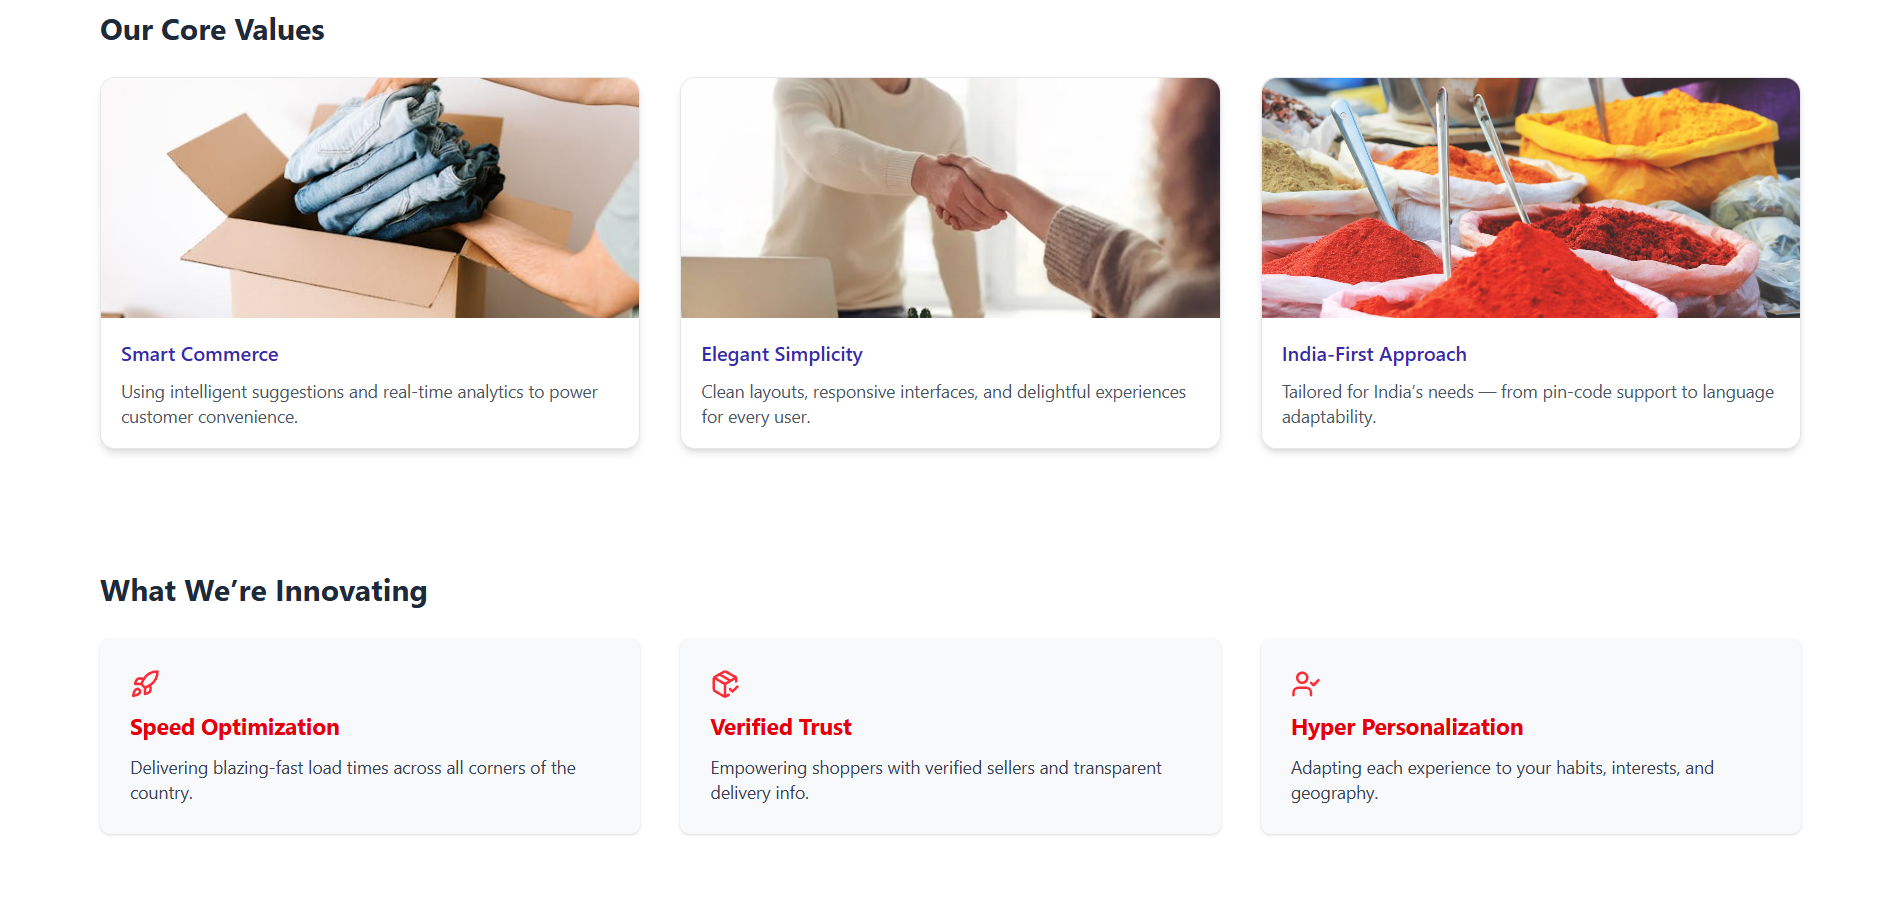 Our Core Values
Smart Commerce
Using intelligent suggestions and real-time analytics to power
customer convenience.
Elegant Simplicity
Clean layouts, responsive interfaces, and delightful experiences
for every user.
India-First Approach
Tailored for India’s needs — from pin-code support to language
adaptability.
What We’re Innovating
Speed Optimization
Delivering blazing-fast load times across all corners of the
country.
Verified Trust
Empowering shoppers with verified sellers and transparent
delivery info.
Hyper Personalization
Adapting each experience to your habits, interests, and
geography.